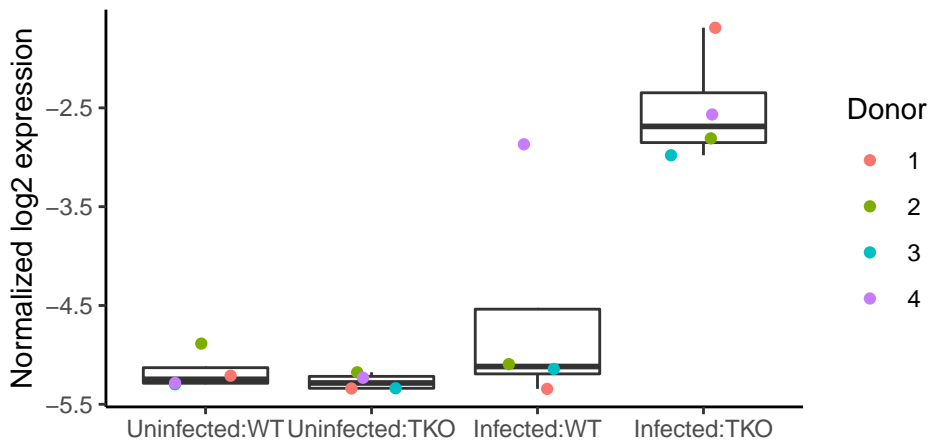 Normalized log2 expression
−2.5
−3.5
−4.5
−5.5
Uninfected:WT
Uninfected:TKO
Infected:WT
Infected:TKO
Donor
1
2
3
4